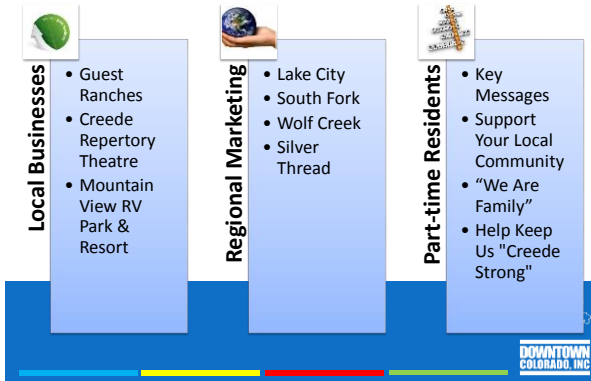 Local Businesses
• Guest
Ranches
• Creede
Repertory
Theatre
• Mountain
View RV
Park &
Resort
Regional Marketing
• Lake City
• South Fork
• Wolf Creek
• Silver
Thread
Part-time Residents
• Key
Messages
• Support
Your Local
Community
• “We Are
Family”
• Help Keep
Us "Creede
Strong"
DOWNTOWN
COLORADO, INC